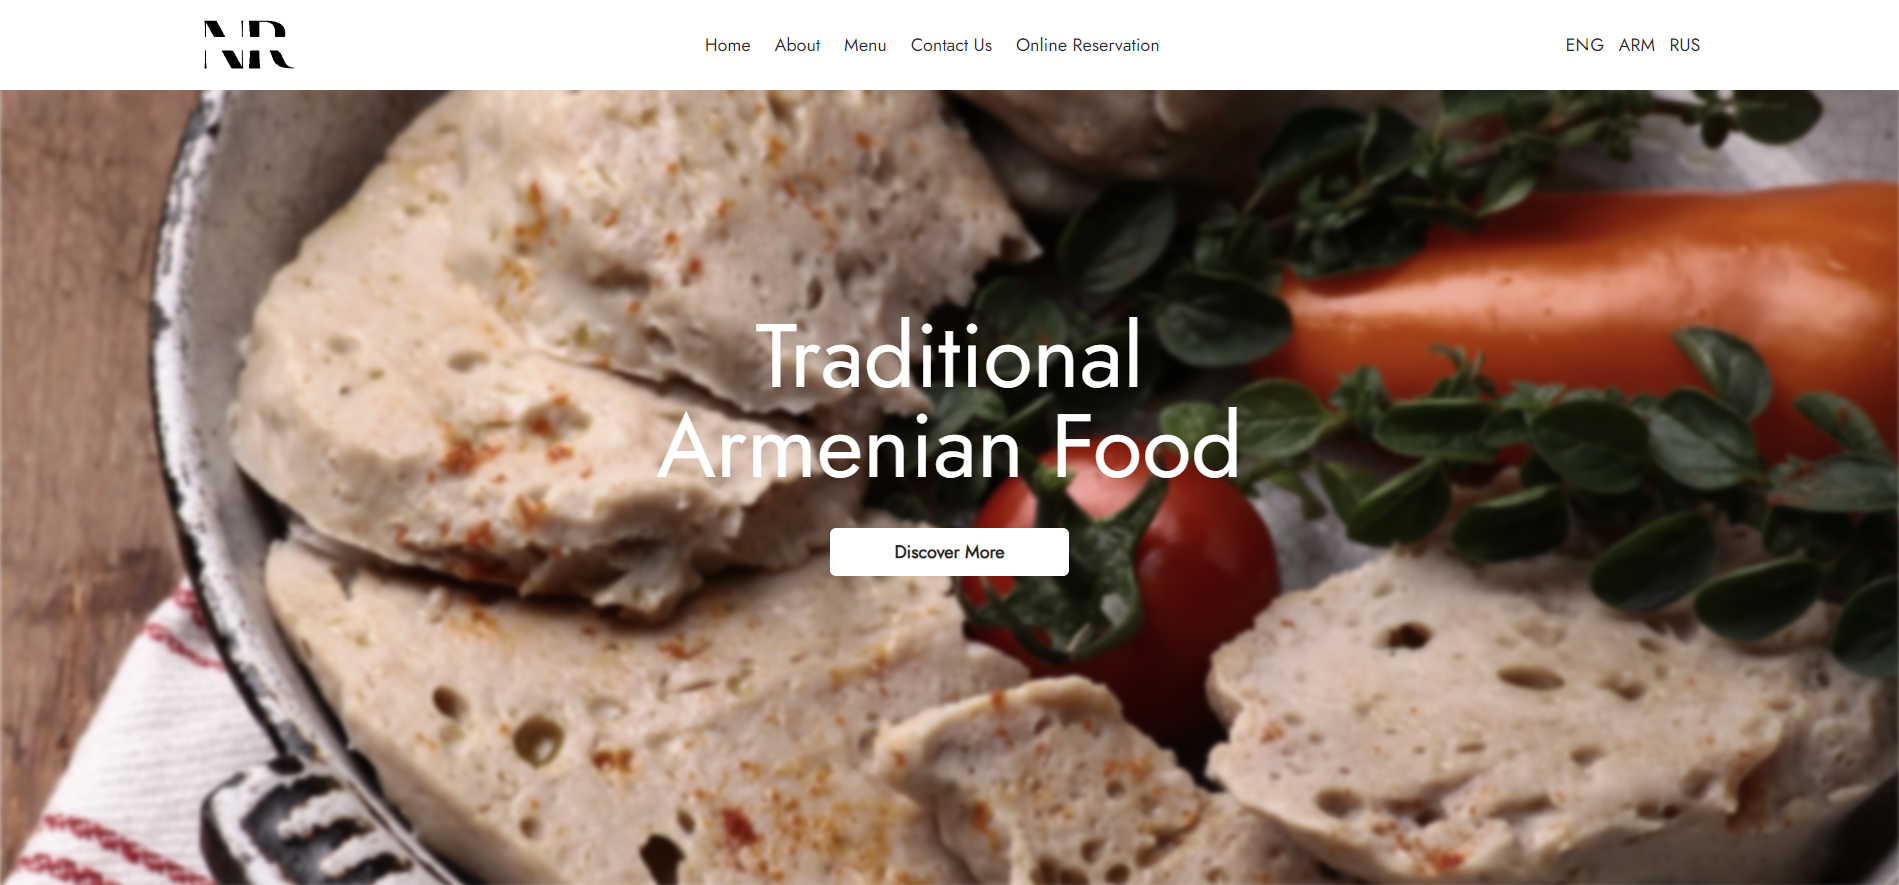 NR
Home About Menu Contact Us Online Reservation
ENG ARM RUS
Traditional
Armenian Food
Discover More